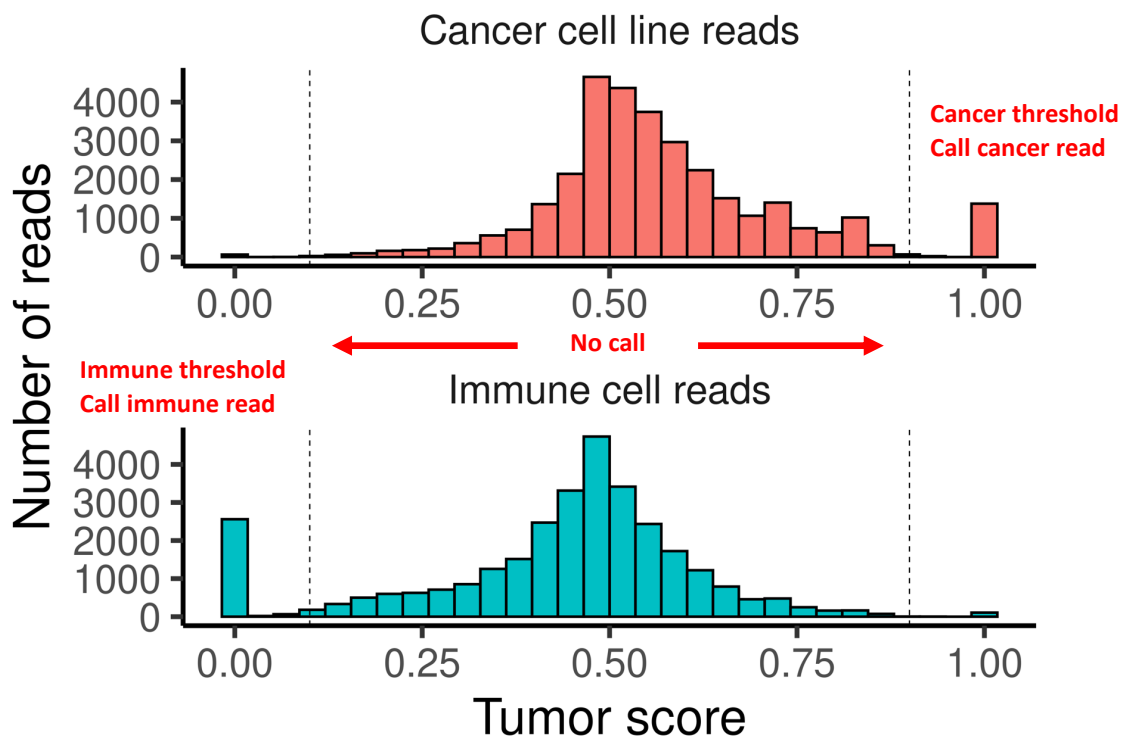 Cancer cell line reads
Number of reads
4000
3000
2000
1000
0
Cancer threshold
Call cancer read
0.00 0.25 0.50 0.75 1.00
No call
Immune threshold
Call immune read
Immune cell reads
4000
3000
2000
1000
0
0.00 0.25 0.50 0.75 1.00
Tumor score